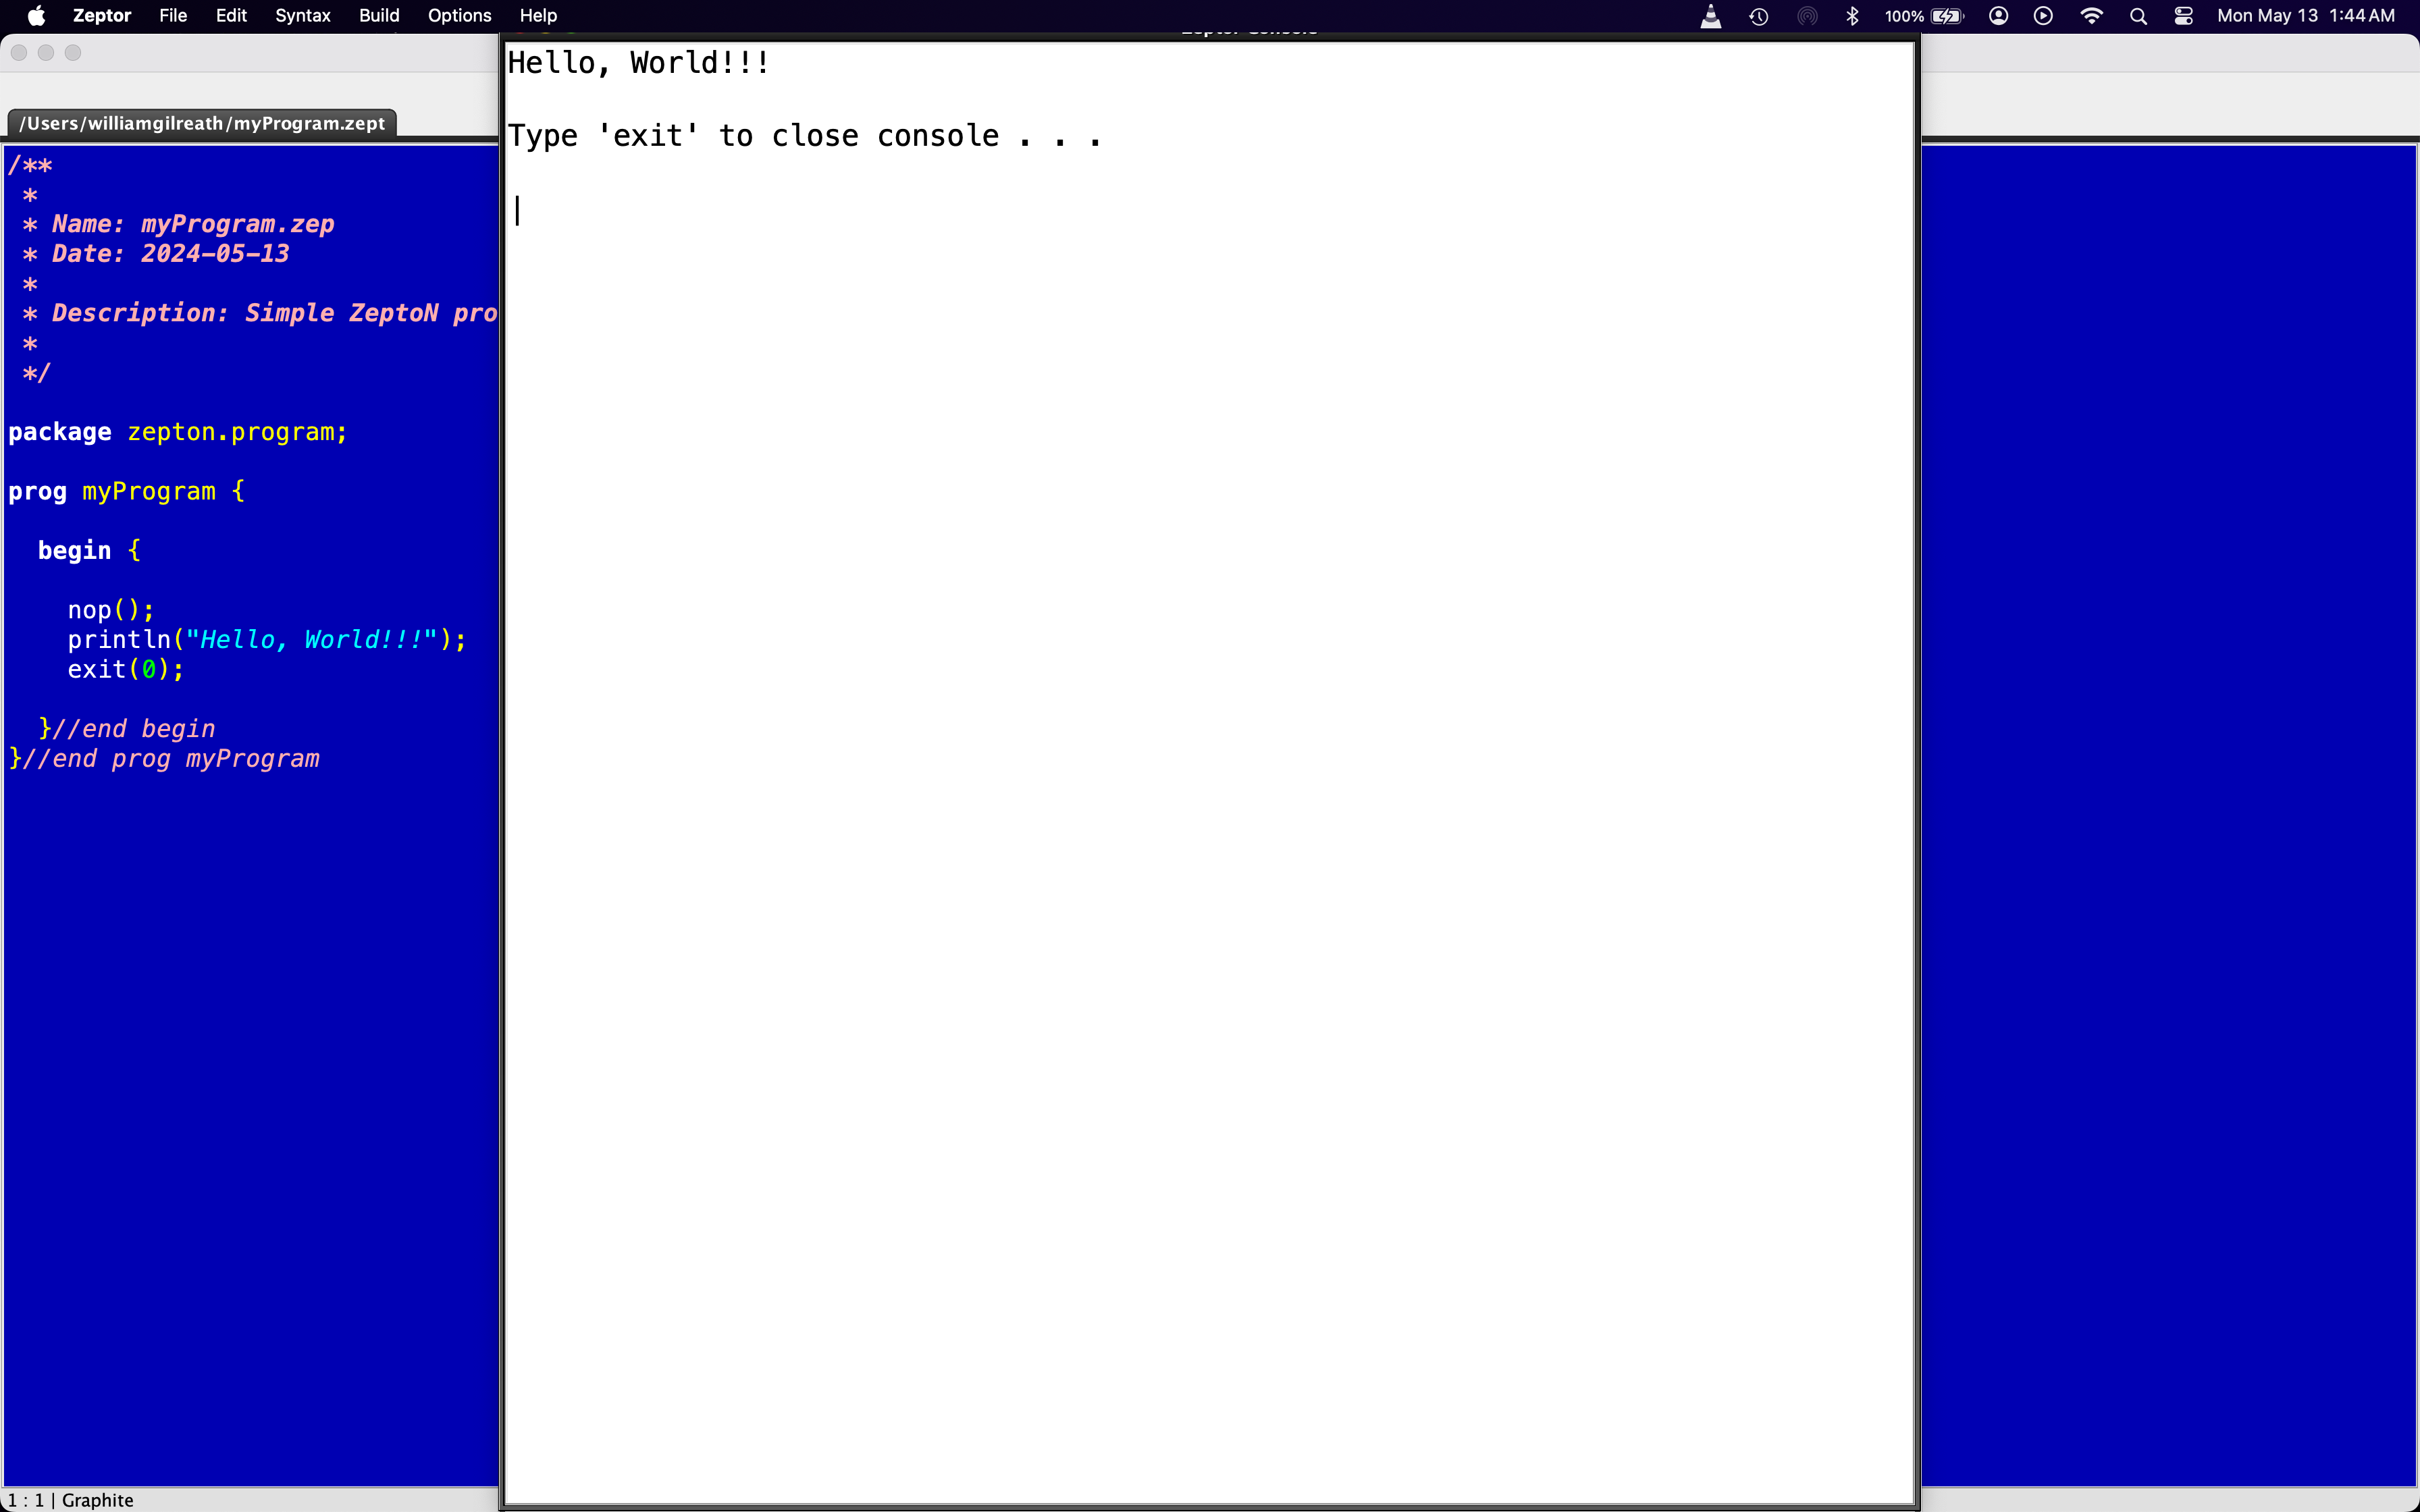 Zeptor File Edit Syntax Build Options Help 100% Mon May 13 1:44 AM
/Users/williamgilreath/myProgram.zept
/**
*
* Name: myProgram.zep
* Date: 2024-05-13
*
* Description: Simple ZeptoN pro
*
*/
package zepton.program;
prog myProgram {
begin {
nop();
println("Hello, World!!!");
exit(0);
}//end begin
}//end prog myProgram
1 : 1 | Graphite
Zeptor Console
Hello, World!!!
Type 'exit' to close console . . .